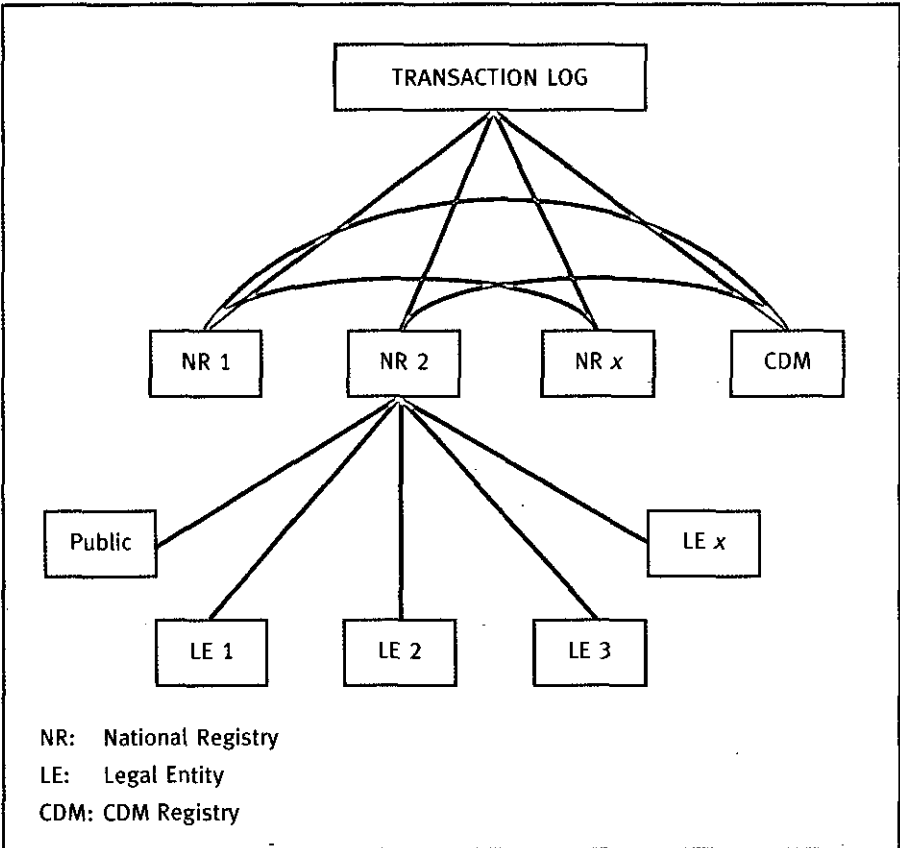 TRANSACTION LOG
NR 1
NR 2
NR x
CDM
Public
LE x
LE 1
LE 2
LE 3
NR: National Registry
LE: Legal Entity
CDM: CDM Registry